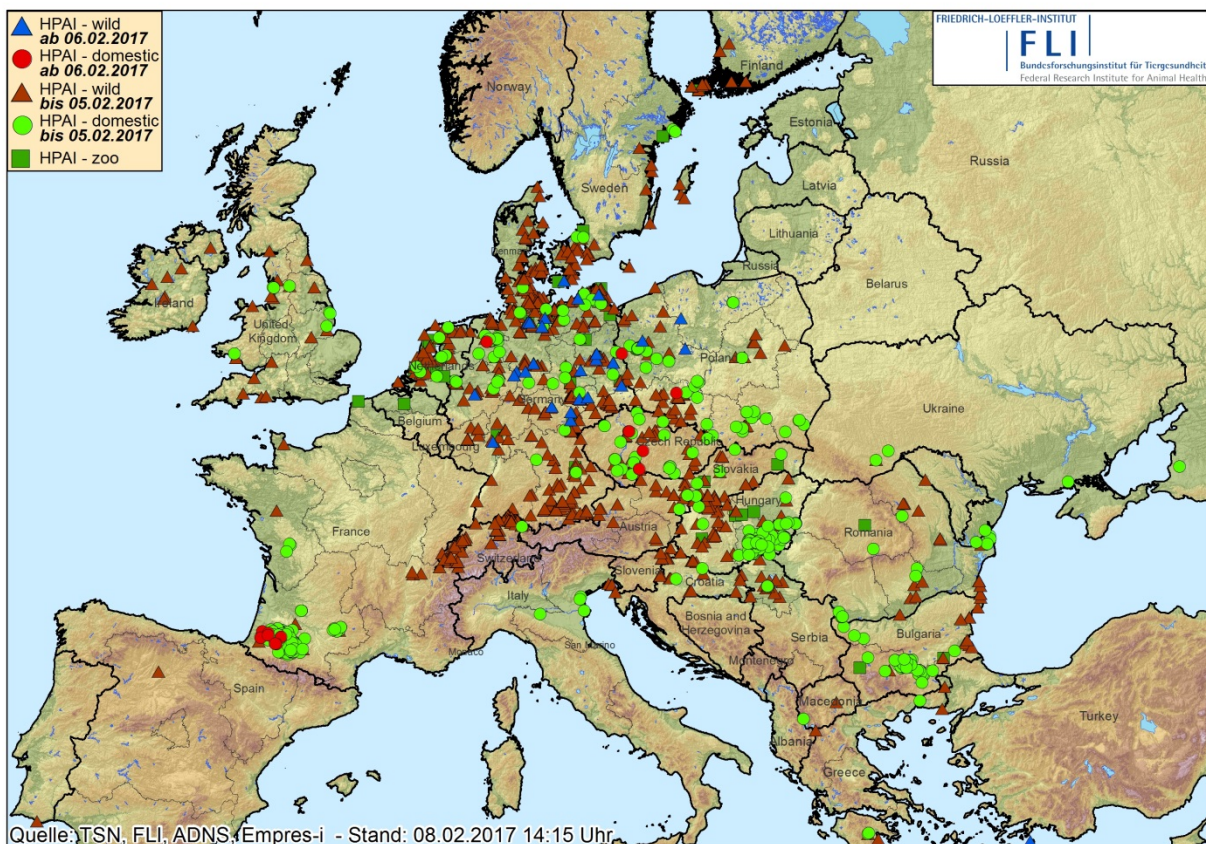 HPAI - wild
ab 06.02.2017
HPAI - domestic
ab 06.02.2017
HPAI - wild
bis 05.02.2017
HPAI - domestic
bis 05.02.2017
HPAI - zoo
FRIEDRICH-LOEFFLER-INSTITUT
FLI
Bundesforschungsinstitut für Tiergesundheit
Federal Research Institute for Animal Health
Norway
Finland
Estonia
Russia
Sweden
Latvia
Denmark
Lithuania
Russia
Belarus
Ireland
United
Kingdom
Netherlands
Poland
Germany
Belgium
Ukraine
Luxembourg
Czech Republic
Slovakia
France
Austria
Hungary
Switzerland
Romania
Slovenia
Croatia
Italy
Bosnia and
Herzegovina
Serbia
San Marino
Monaco
Bulgaria
Montenegro
Spain
Macedonia
Albania
Turkey
Greece
Quelle: TSN, FLI, ADNS, Empres-i - Stand: 08.02.2017 14:15 Uhr